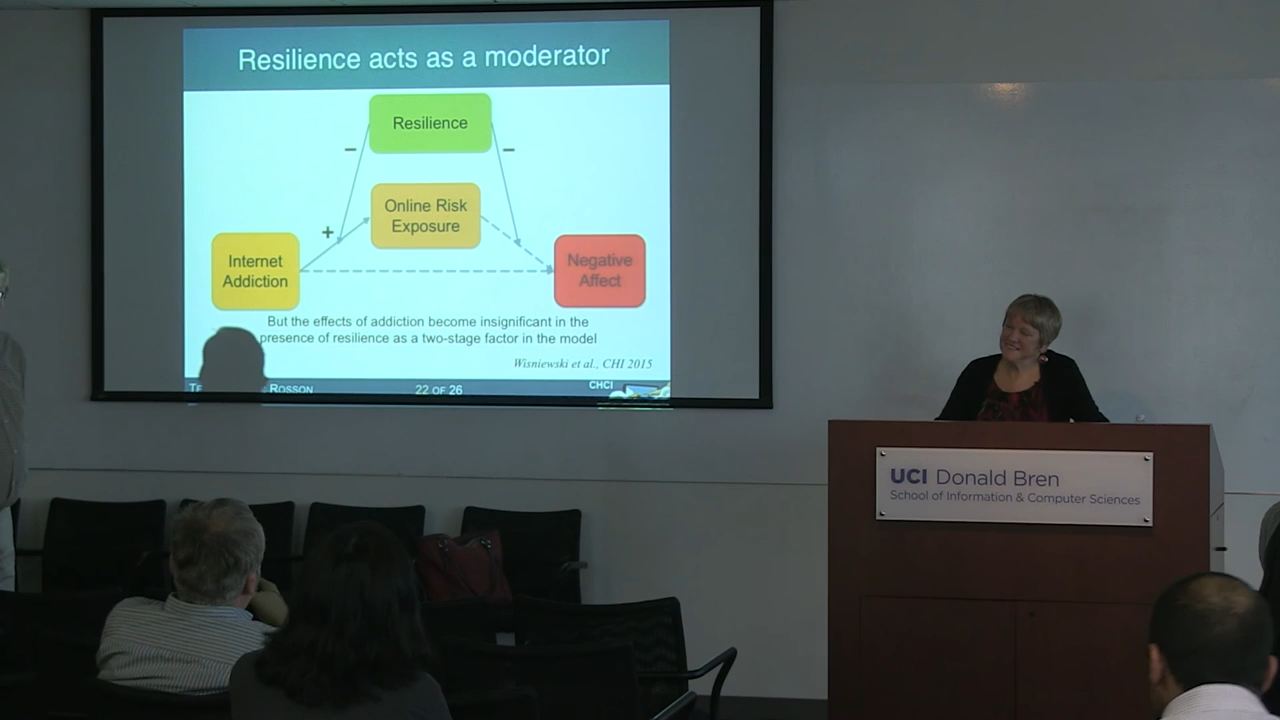 Resilience acts as a moderator
Resilience
−
−
Online Risk
Exposure
+
Internet
Addiction
Negative
Affect
But the effects of addiction become insignificant in the
presence of resilience as a two-stage factor in the model
Wisniewski et al., CHI 2015
Rosson
22 of 26
CHCI
UCI Donald Bren
School of Information & Computer Sciences